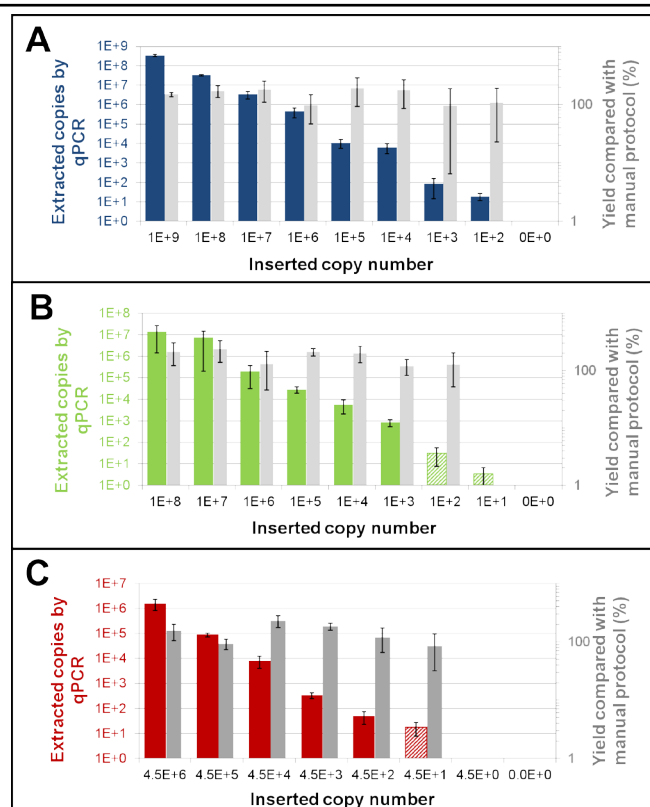 A
Extracted copies by
qPCR
1E+9
1E+8
1E+7
1E+6
1E+5
1E+4
1E+3
1E+2
1E+1
1E+0
100
1
Yield compared with
manual protocol (%)
1E+9 1E+8 1E+7 1E+6 1E+5 1E+4 1E+3 1E+2 0E+0
Inserted copy number
B
Extracted copies by
qPCR
1E+8
1E+7
1E+6
1E+5
1E+4
1E+3
1E+2
1E+1
1E+0
100
1
Yield compared with
manual protocol (%)
1E+8 1E+7 1E+6 1E+5 1E+4 1E+3 1E+2 1E+1 0E+0
Inserted copy number
C
Extracted copies by
qPCR
1E+7
1E+6
1E+5
1E+4
1E+3
1E+2
1E+1
1E+0
100
1
Yield compared with
manual protocol (%)
4.5E+6 4.5E+5 4.5E+4 4.5E+3 4.5E+2 4.5E+1 4.5E+0 0.0E+0
Inserted copy number